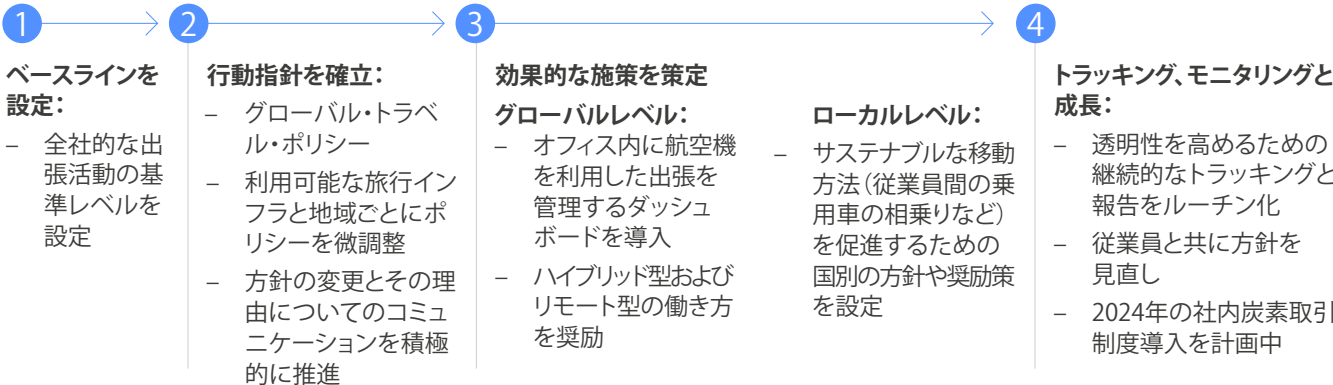 1
ベースラインを
設定：
– 全社的な出
張活動の基
準レベルを
設定
2
行動指針を確立：
– グローバル・トラベ
ル・ポリシー
– 利用可能な旅行イン
フラと地域ごとにポ
リシーを微調整
– 方針の変更とその理
由についてのコミュ
ニケーションを積極
的に推進
3
効果的な施策を策定
グローバルレベル：
– オフィス内に航空機
を利用した出張を
管理するダッシュ
ボードを導入
– ハイブリッド型および
リモート型の働き方
を奨励
ローカルレベル：
– サステナブルな移動
方法（従業員間の乗
用車の相乗りなど）
を促進するための
国別の方針や奨励策
を設定
4
トラッキング、モニタリングと
成長：
– 透明性を高めるための
継続的なトラッキングと
報告をルーチン化
– 従業員と共に方針を
見直し
– 2024年の社内炭素取引
制度導入を計画中